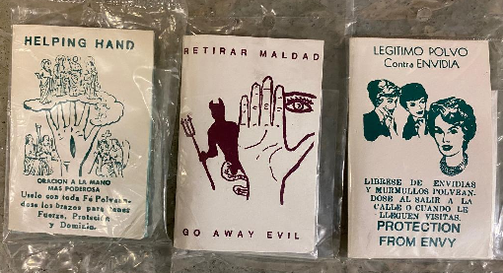 HELPING HAND
ORACION A LA MANO
MAS PODEROSA
Uselo con toda Fé Polvean-
dose los brazos para tener
Fuerza, Protección
y Dominio.
RETIRAR MALDAD
GO AWAY EVIL
LEGITIMO POLVO
Contra ENVIDIA
LIBRESE DE ENVIDIAS
Y MURMULLOS POLVEAN-
DOSE AL SALIR A LA
CALLE O CUANDO LE
LLEGUEN VISITAS.
PROTECTION
FROM ENVY